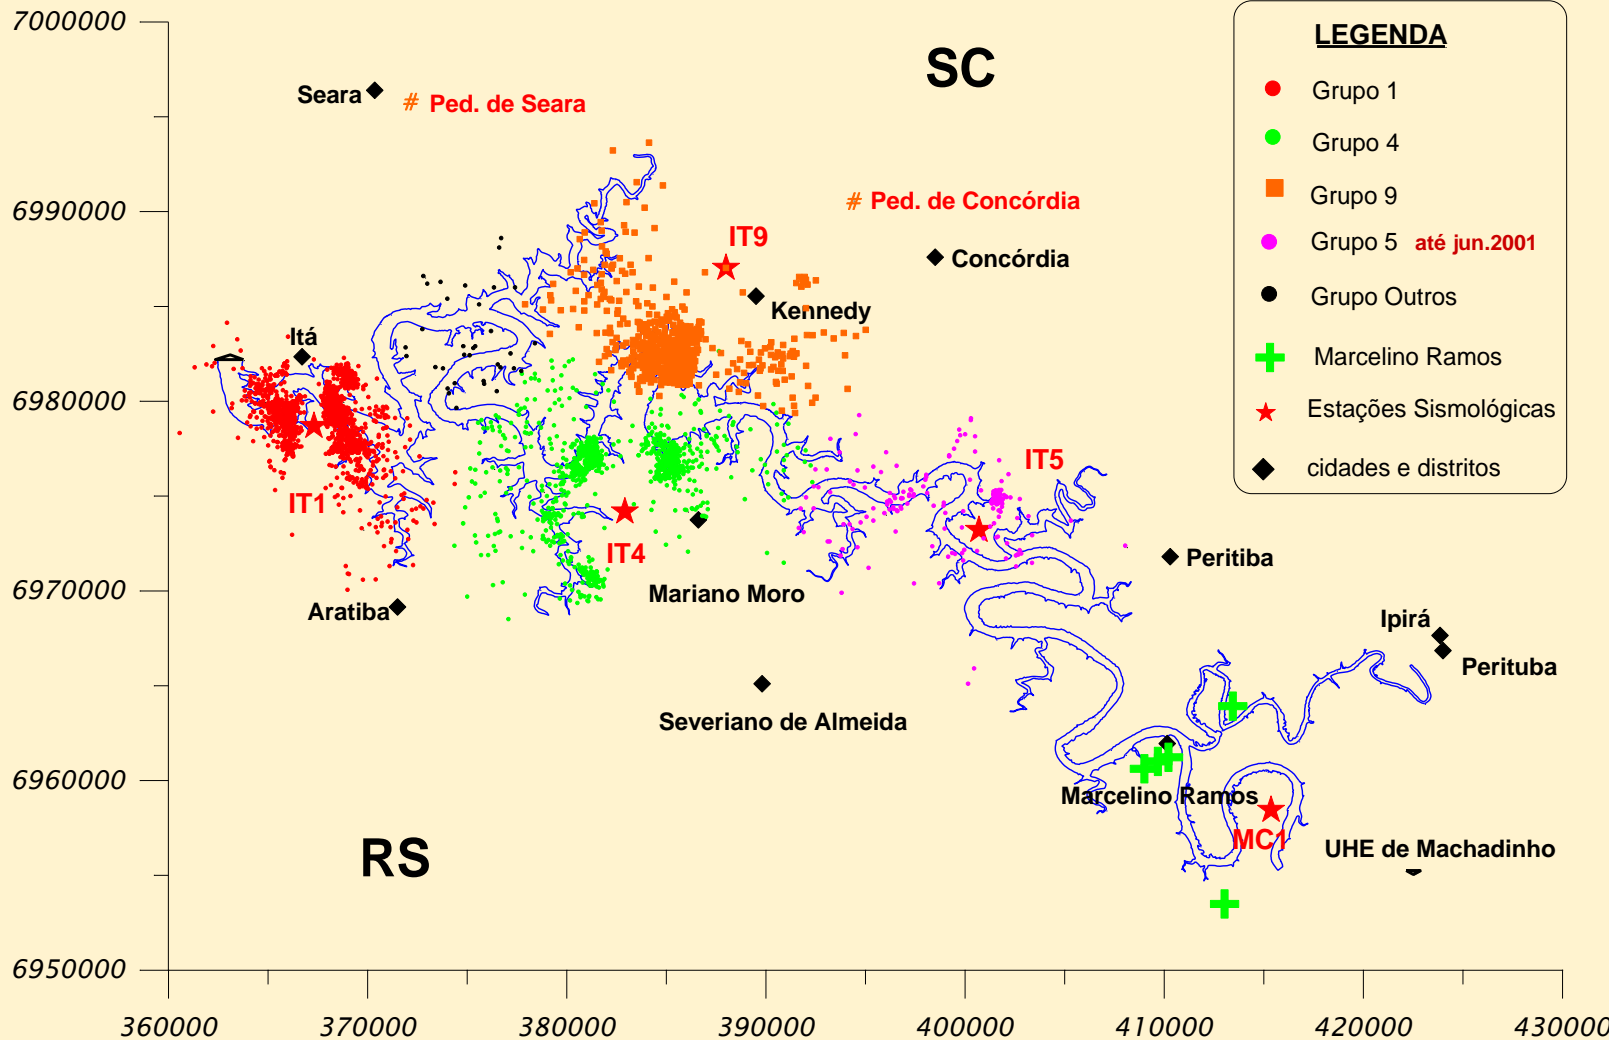 7000000
6990000
6980000
6970000
6960000
6950000
360000
370000
380000
390000
400000
410000
420000
430000
SC
RS
Seara
# Ped. de Seara
# Ped. de Concórdia
IT9
Concórdia
Kennedy
Itá
IT1
IT4
IT5
Aratiba
Mariano Moro
Severiano de Almeida
Peritiba
Ipirá
Perituba
Marcelino Ramos
MC1
UHE de Machadinho
LEGENDA
Grupo 1
Grupo 4
Grupo 9
Grupo 5 até jun.2001
Grupo Outros
Marcelino Ramos
Estações Sismológicas
cidades e distritos